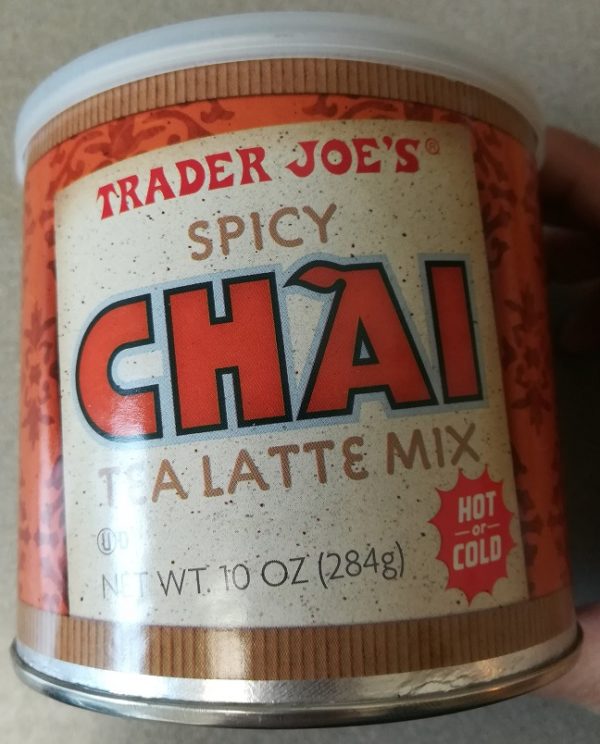 TRADER JOE'S®
SPICY
CHAI
TEA LATTE MIX
HOT
or
COLD
Ⓤ D
NET WT. 10 OZ (284g)